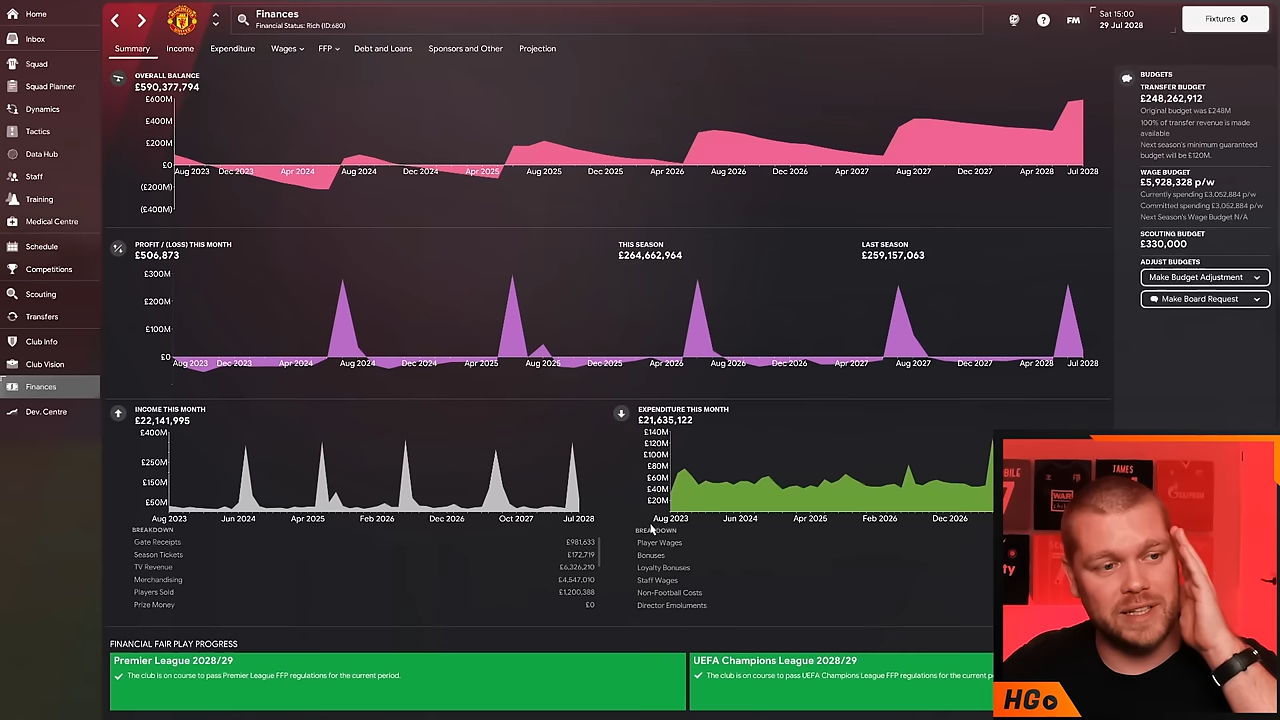 Home
Inbox
Squad
Squad Planner
Dynamics
Tactics
Data Hub
Staff
Training
Medical Centre
Schedule
Competitions
Scouting
Transfers
Club Info
Club Vision
Finances
Dev. Centre
Finances
Financial Status: Rich (ID:680)
FM
Sat 15:00
29 Jul 2028
Fixtures
Summary Income Expenditure Wages FFP Debt and Loans Sponsors and Other Projection
OVERALL BALANCE
£590,377,794
£600M
£400M
£200M
£0
(£200M)
(£400M)
Aug 2023 Dec 2023 Apr 2024 Aug 2024 Dec 2024 Apr 2025 Aug 2025 Dec 2025 Apr 2026 Aug 2026 Dec 2026 Apr 2027 Aug 2027 Dec 2027 Apr 2028 Jul 2028
PROFIT / (LOSS) THIS MONTH
£506,873
THIS SEASON
£264,662,964
LAST SEASON
£259,157,063
£300M
£200M
£100M
£0
Aug 2023 Dec 2023 Apr 2024 Aug 2024 Dec 2024 Apr 2025 Aug 2025 Dec 2025 Apr 2026 Aug 2026 Dec 2026 Apr 2027 Aug 2027 Dec 2027 Apr 2028 Jul 2028
INCOME THIS MONTH
£22,141,995
£400M
£250M
£150M
£50M
Aug 2023 Jun 2024 Apr 2025 Feb 2026 Dec 2026 Oct 2027 Jul 2028
BREAKDOWN
Gate Receipts £981,633
Season Tickets £172,719
TV Revenue £6,326,210
Merchandising £4,547,010
Players Sold £1,200,388
Prize Money £0
EXPENDITURE THIS MONTH
£21,635,122
£140M
£120M
£100M
£80M
£60M
£40M
£20M
Aug 2023 Jun 2024 Apr 2025 Feb 2026 Dec 2026
Player Wages
Bonuses
Loyalty Bonuses
Staff Wages
Non-Football Costs
Director Emoluments
FINANCIAL FAIR PLAY PROGRESS
Premier League 2028/29
The club is on course to pass Premier League FFP regulations for the current period.
UEFA Champions League 2028/29
The club is on course to pass UEFA Champions League FFP regulations for the current p
BUDGETS
TRANSFER BUDGET
£248,262,912
Original budget was £248M
100% of transfer revenue is made
available
Next season's minimum guaranteed
budget will be £120M.
WAGE BUDGET
£5,928,328 p/w
Currently spending £3,052,884 p/w
Committed spending £3,052,884 p/w
Next Season's Wage Budget N/A
SCOUTING BUDGET
£330,000
ADJUST BUDGETS
Make Budget Adjustment
Make Board Request
JAMES
WAR
HG